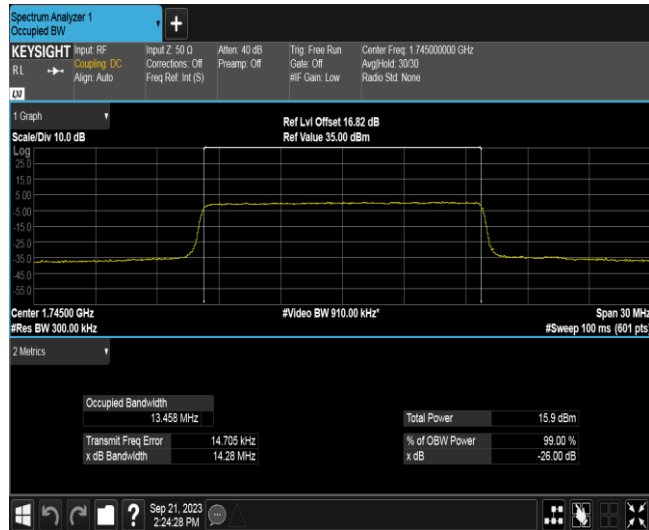 Spectrum Analyzer 1
Occupied BW
KEYSIGHT
R L
LXI
Input: RF
Coupling: DC
Align: Auto
Input Z: 50 Ω
Corrections: Off
Freq Ref: Int (S)
Atten: 40 dB
Preamp: Off
Trig: Free Run
Gate: Off
#IF Gain: Low
Center Freq: 1.745000000 GHz
Avg|Hold: 30/30
Radio Std: None
1 Graph
Scale/Div 10.0 dB
Ref Lvl Offset 16.82 dB
Ref Value 35.00 dBm
Log
25.0
15.0
5.00
-5.00
-15.0
-25.0
-35.0
-45.0
-55.0
Center 1.74500 GHz
#Res BW 300.00 kHz
#Video BW 910.00 kHz*
Span 30 MHz
#Sweep 100 ms (601 pts)
2 Metrics
Occupied Bandwidth
13.458 MHz
Transmit Freq Error 14.705 kHz
x dB Bandwidth 14.28 MHz
Total Power 15.9 dBm
% of OBW Power 99.00 %
x dB -26.00 dB
?
Sep 21, 2023
2:24:28 PM